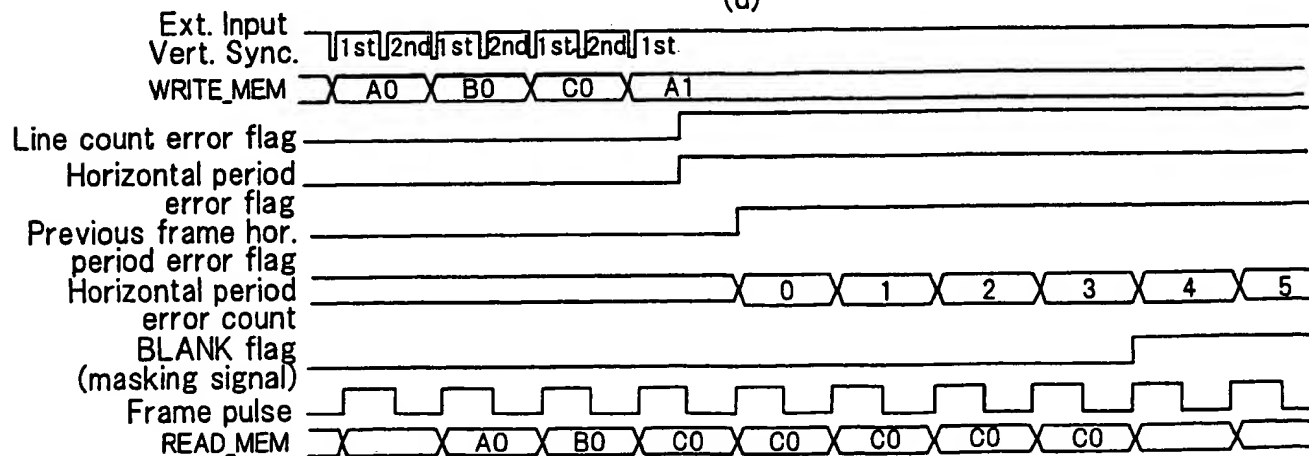 (d)
Ext. Input
Vert. Sync.
1st 2nd 1st 2nd 1st 2nd 1st
WRITE_MEM A0 B0 C0 A1
Line count error flag
Horizontal period
error flag
Previous frame hor.
period error flag
Horizontal period
error count
0 1 2 3 4 5
BLANK flag
(masking signal)
Frame pulse
READ_MEM A0 B0 C0 C0 C0 C0 C0